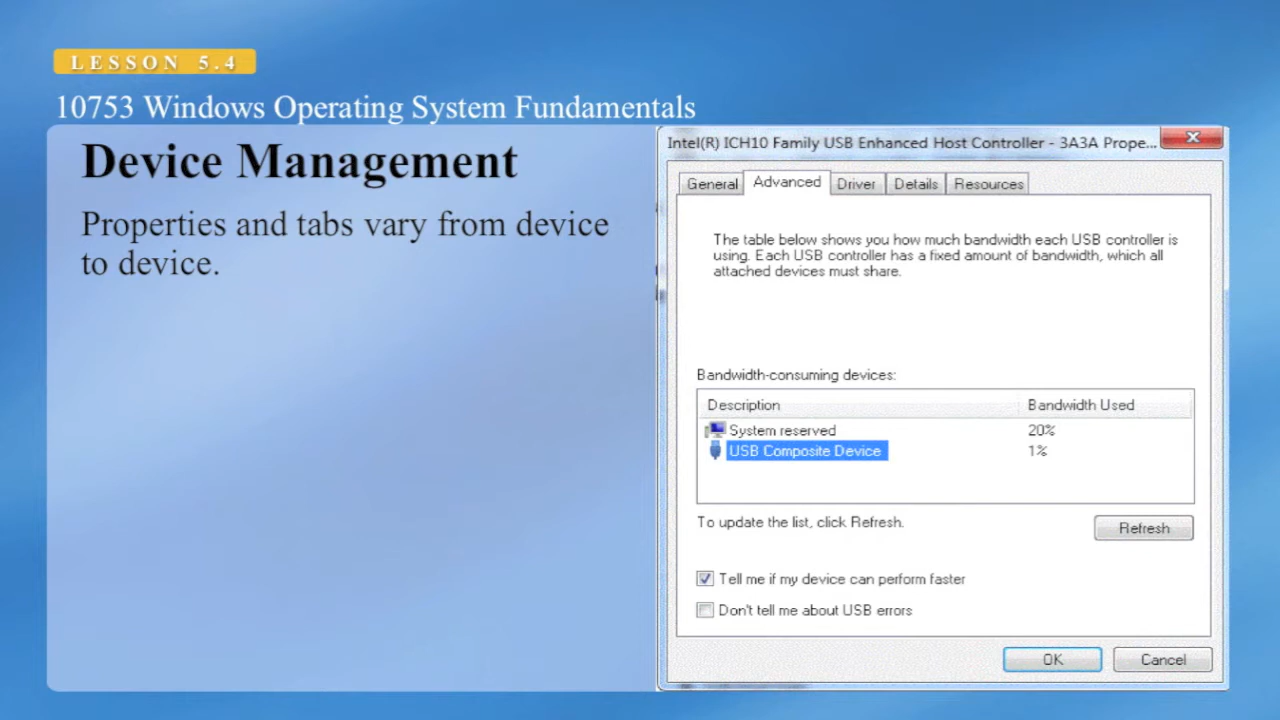 LESSON 5.4
10753 Windows Operating System Fundamentals
Device Management
Properties and tabs vary from device
to device.
Intel(R) ICH10 Family USB Enhanced Host Controller - 3A3A Prope...
General Advanced Driver Details Resources
The table below shows you how much bandwidth each USB controller is
using. Each USB controller has a fixed amount of bandwidth, which all
attached devices must share.
Bandwidth-consuming devices:
Description Bandwidth Used
System reserved 20%
USB Composite Device 1%
To update the list, click Refresh.
Refresh
Tell me if my device can perform faster
Don't tell me about USB errors
OK Cancel